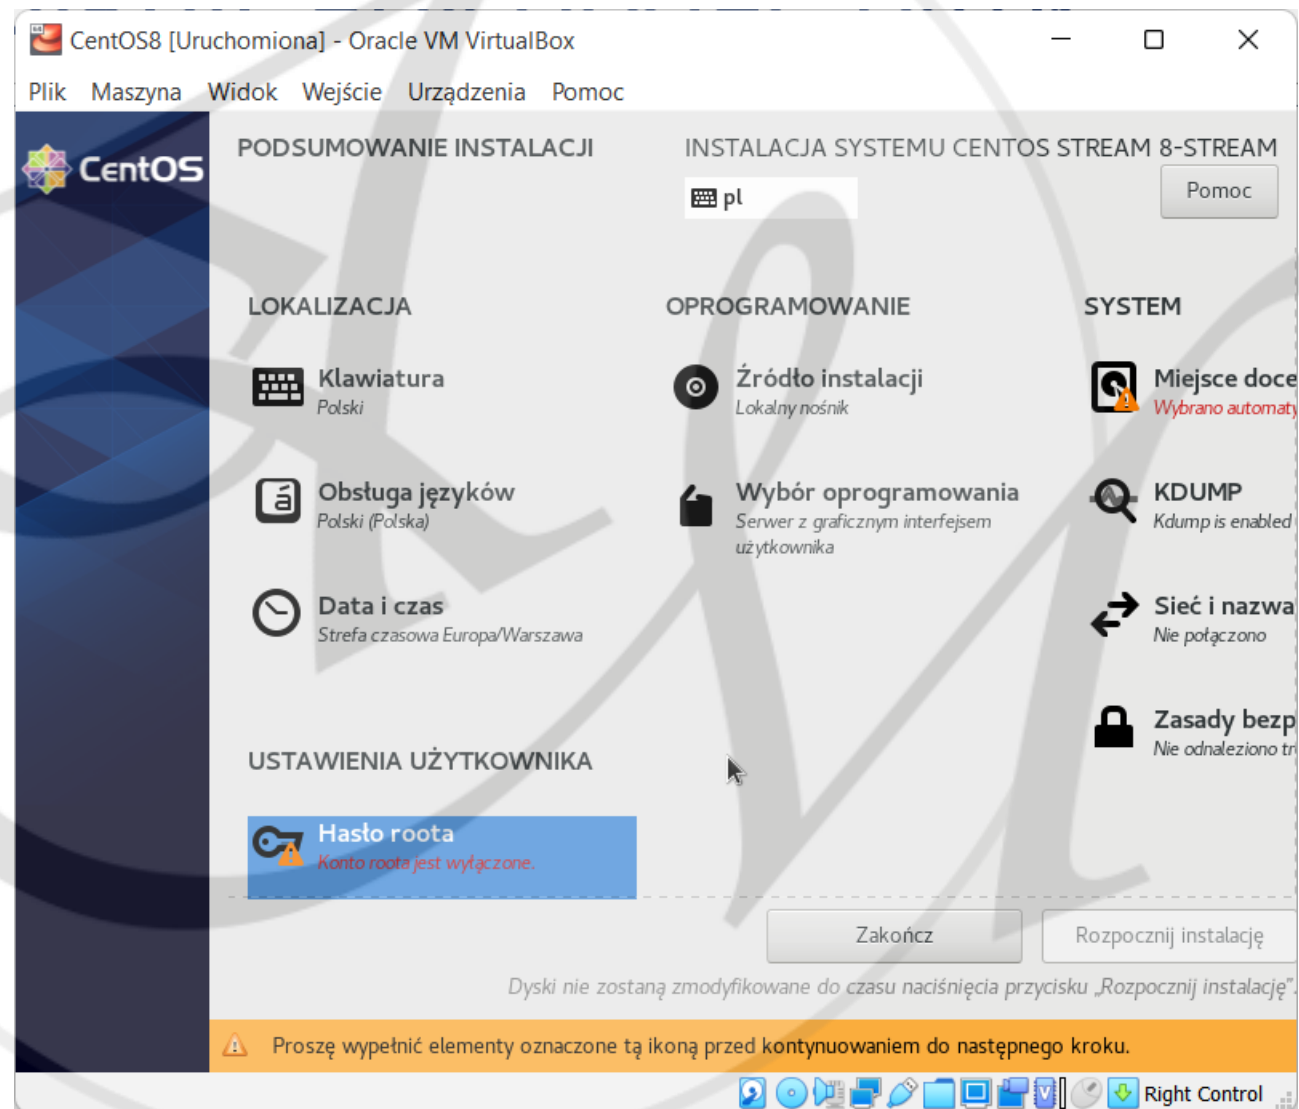 CentOS8 [Uruchomiona] - Oracle VM VirtualBox
Plik Maszyna Widok Wejście Urządzenia Pomoc
CentOS
PODSUMOWANIE INSTALACJI
INSTALACJA SYSTEMU CENTOS STREAM 8-STREAM
pl
Pomoc
LOKALIZACJA
Klawiatura
Polski
Obsługa języków
Polski (Polska)
Data i czas
Strefa czasowa Europa/Warszawa
OPROGRAMOWANIE
Źródło instalacji
Lokalny nośnik
Wybór oprogramowania
Serwer z graficznym interfejsem
użytkownika
SYSTEM
Miejsce doce
Wybrano automaty
KDUMP
Kdump is enabled
Sieć i nazwa
Nie połączono
Zasady bezp
Nie odnaleziono tr
USTAWIENIA UŻYTKOWNIKA
Hasło roota
Konto roota jest wyłączone.
Zakończ
Rozpocznij instalację
Dyski nie zostaną zmodyfikowane do czasu naciśnięcia przycisku „Rozpocznij instalację”.
Proszę wypełnić elementy oznaczone tą ikoną przed kontynuowaniem do następnego kroku.
Right Control